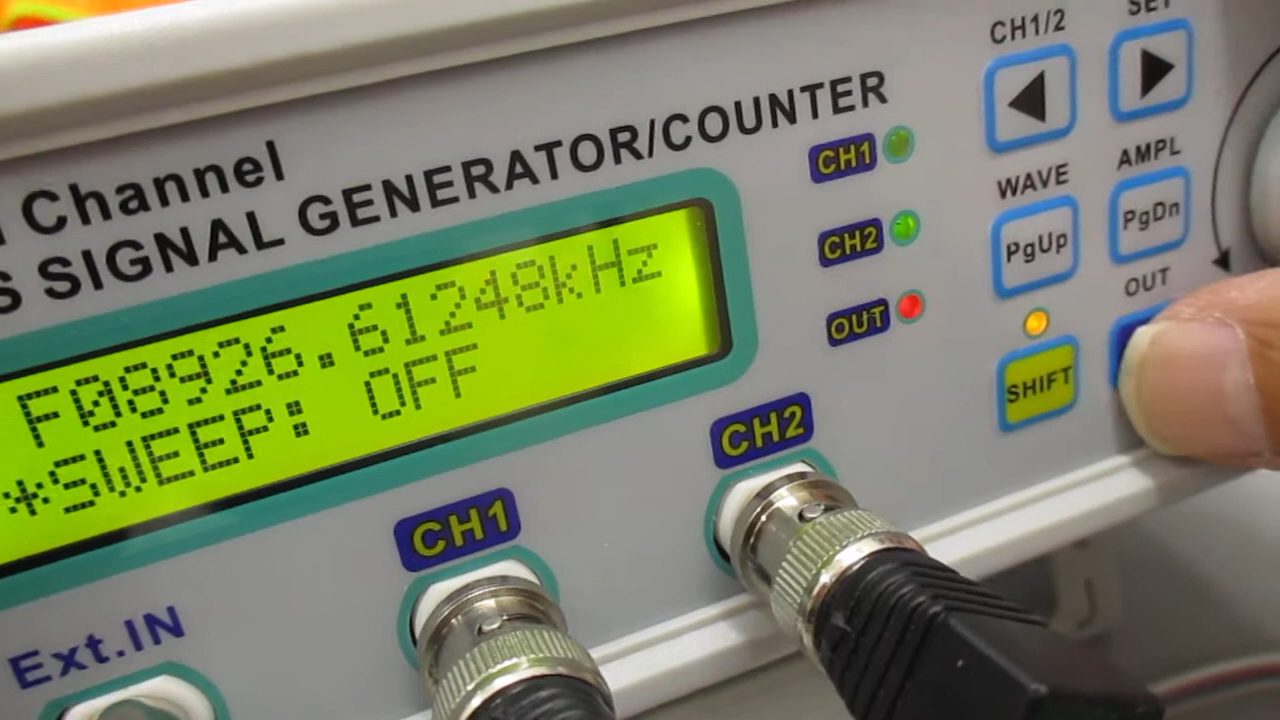 Channel
SIGNAL GENERATOR/COUNTER
F08926.61248kHz
*SWEEP: OFF
CH1
CH2
OUT
CH1/2
SET
WAVE
AMPL
PgUp
PgDn
OUT
SHIFT
CH1
CH2
Ext.IN